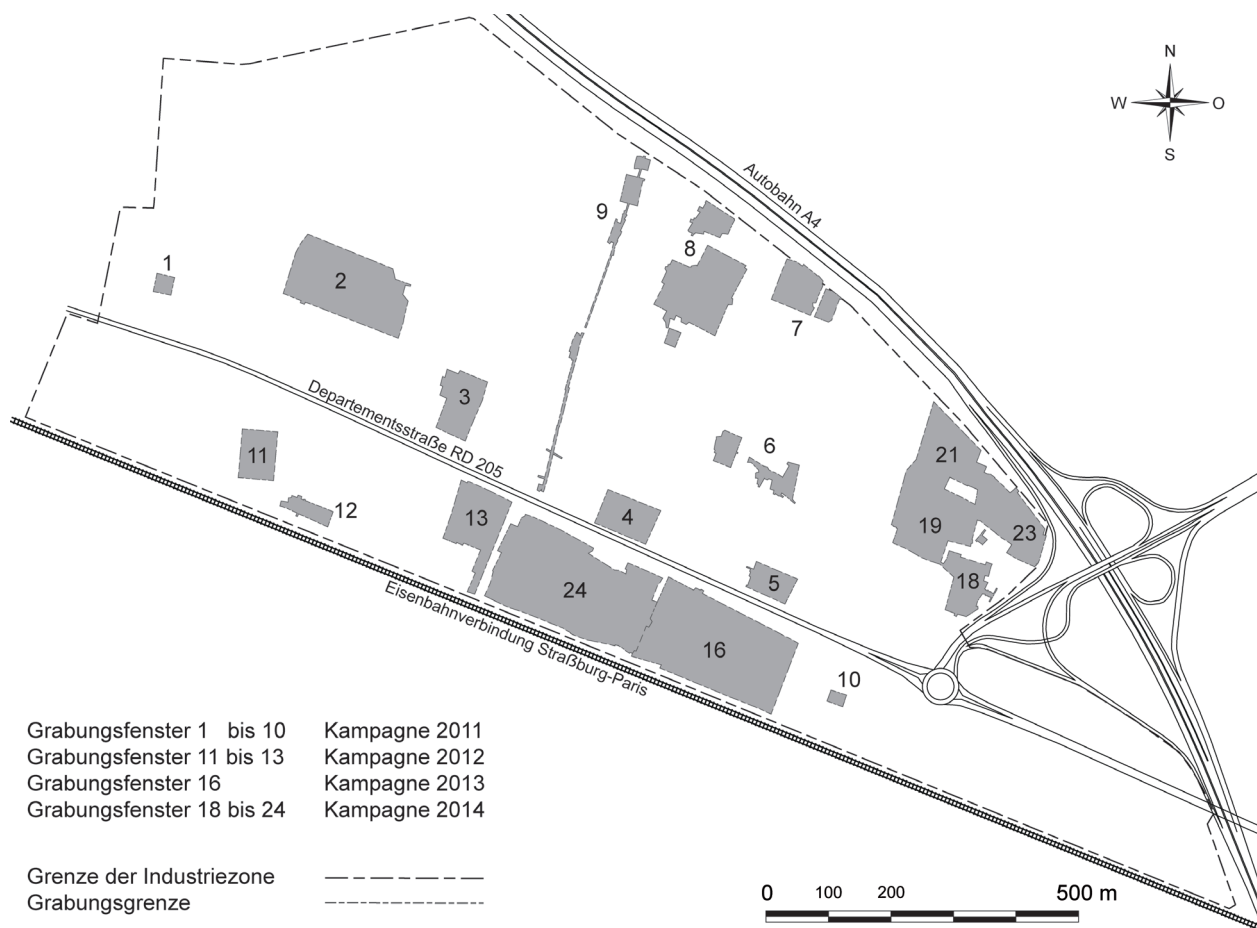 N
W O
S
Autobahn A4
9
8
1
2
7
3
Departementsstraße RD 205
6
21
11
12
13
4
19
23
5
18
24
16
10
Eisenbahnverbindung Straßburg-Paris
Grabungsfenster 1 bis 10 Kampagne 2011
Grabungsfenster 11 bis 13 Kampagne 2012
Grabungsfenster 16 Kampagne 2013
Grabungsfenster 18 bis 24 Kampagne 2014
Grenze der Industriezone
Grabungsgrenze
0 100 200 500 m